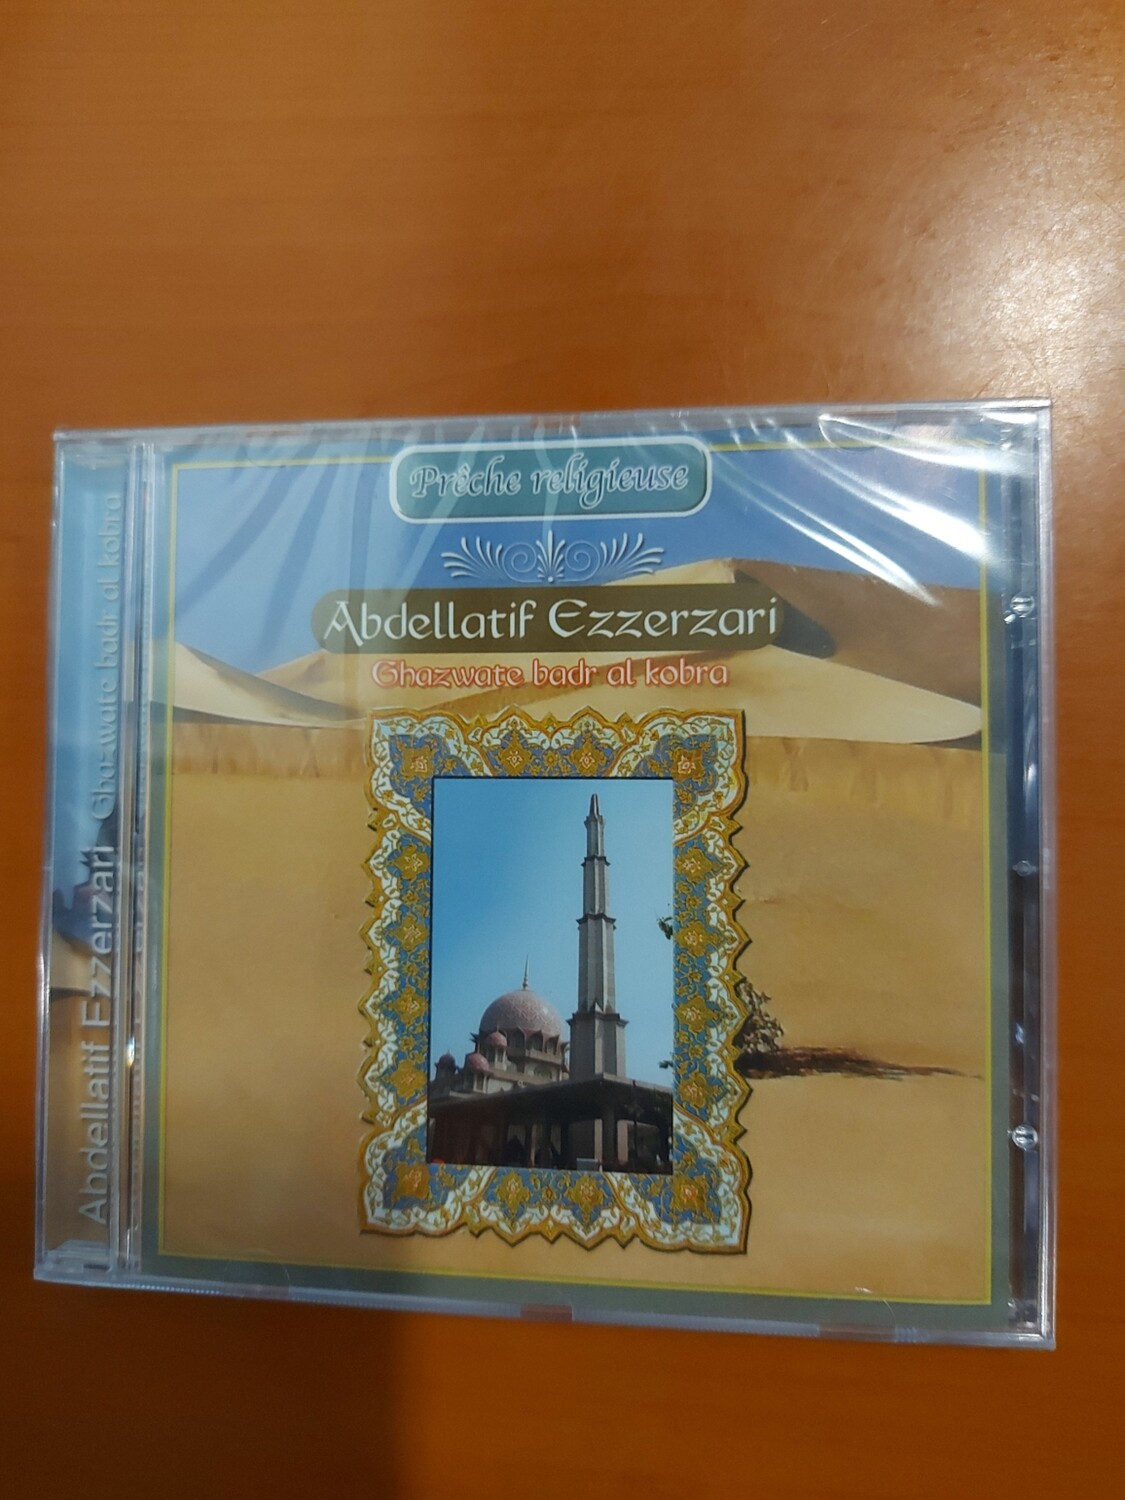 Prêche religieuse
Abdellatif Ezzerzari
Ghazwate badr al kobra
Abdellatif Ezzerzari Ghazwate badr al kobra